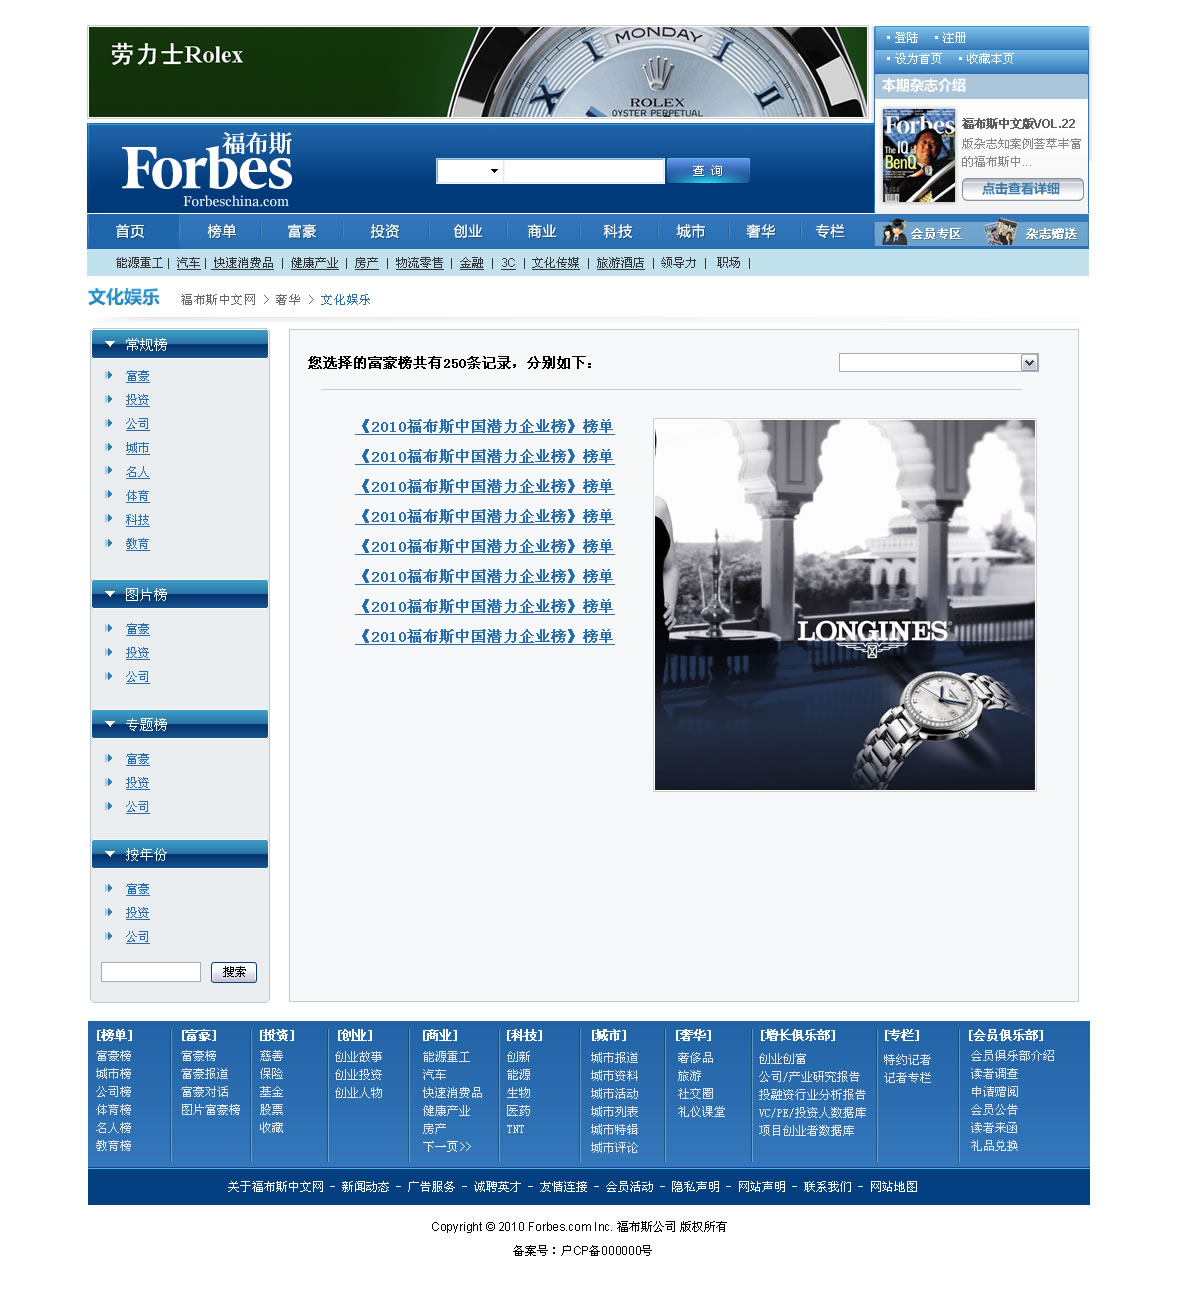 劳力士Rolex
MONDAY
ROLEX
OYSTER PERPETUAL
登陆 注册
设为首页 收藏本页
本期杂志介绍
Forbes
The 10
BenQ
福布斯中文版VOL.22
版杂志知案例荟萃丰富
的福布斯中...
点击查看详细
福布斯
Forbes
Forbeschina.com
查 询
首页 榜单 富豪 投资 创业 商业 科技 城市 奢华 专栏
会员专区 杂志赠送
能源重工 | 汽车 | 快速消费品 | 健康产业 | 房产 | 物流零售 | 金融 | 3C | 文化传媒 | 旅游酒店 | 领导力 | 职场 |
文化娱乐 福布斯中文网 > 奢华 > 文化娱乐
常规榜
富豪
投资
公司
城市
名人
体育
科技
教育
图片榜
富豪
投资
公司
专题榜
富豪
投资
公司
按年份
富豪
投资
公司
搜索
您选择的富豪榜共有250条记录，分别如下：
《2010福布斯中国潜力企业榜》榜单
《2010福布斯中国潜力企业榜》榜单
《2010福布斯中国潜力企业榜》榜单
《2010福布斯中国潜力企业榜》榜单
《2010福布斯中国潜力企业榜》榜单
《2010福布斯中国潜力企业榜》榜单
《2010福布斯中国潜力企业榜》榜单
《2010福布斯中国潜力企业榜》榜单
LONGINES
[榜单]
富豪榜
城市榜
公司榜
体育榜
名人榜
教育榜
[富豪]
富豪榜
富豪报道
富豪对话
图片富豪榜
[投资]
慈善
保险
基金
股票
收藏
[创业]
创业故事
创业投资
创业人物
[商业]
能源重工
汽车
快速消费品
健康产业
房产
下一页>>
[科技]
创新
能源
生物
医药
TNT
[城市]
城市报道
城市资料
城市活动
城市列表
城市特辑
城市评论
[奢华]
奢侈品
旅游
社交圈
礼仪课堂
[增长俱乐部]
创业创富
公司/产业研究报告
投融资行业分析报告
VC/PE/投资人数据库
项目创业者数据库
[专栏]
特约记者
记者专栏
[会员俱乐部]
会员俱乐部介绍
读者调查
申请赠阅
会员公告
读者来函
礼品兑换
关于福布斯中文网 - 新闻动态 - 广告服务 - 诚聘英才 - 友情连接 - 会员活动 - 隐私声明 - 网站声明 - 联系我们 - 网站地图
Copyright © 2010 Forbes.com Inc. 福布斯公司 版权所有
备案号：户CP备000000号